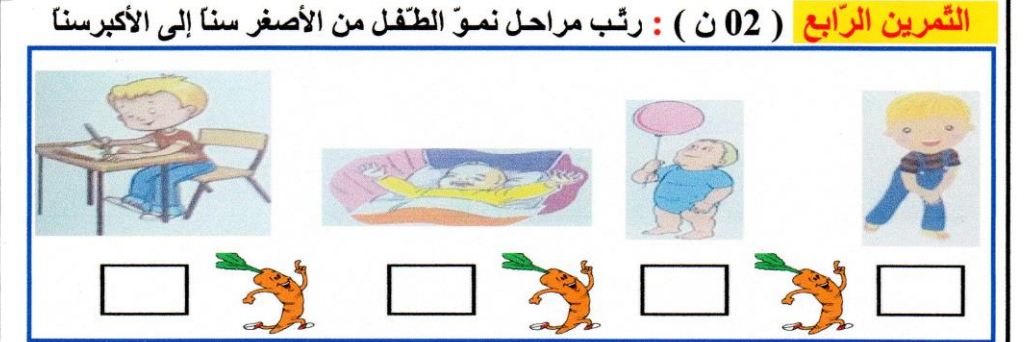 التّمرين الرّابع ( 02 ن ) : رتّب مراحل نموّ الطّفل من الأصغر سناّ إلى الأكبرسناّ